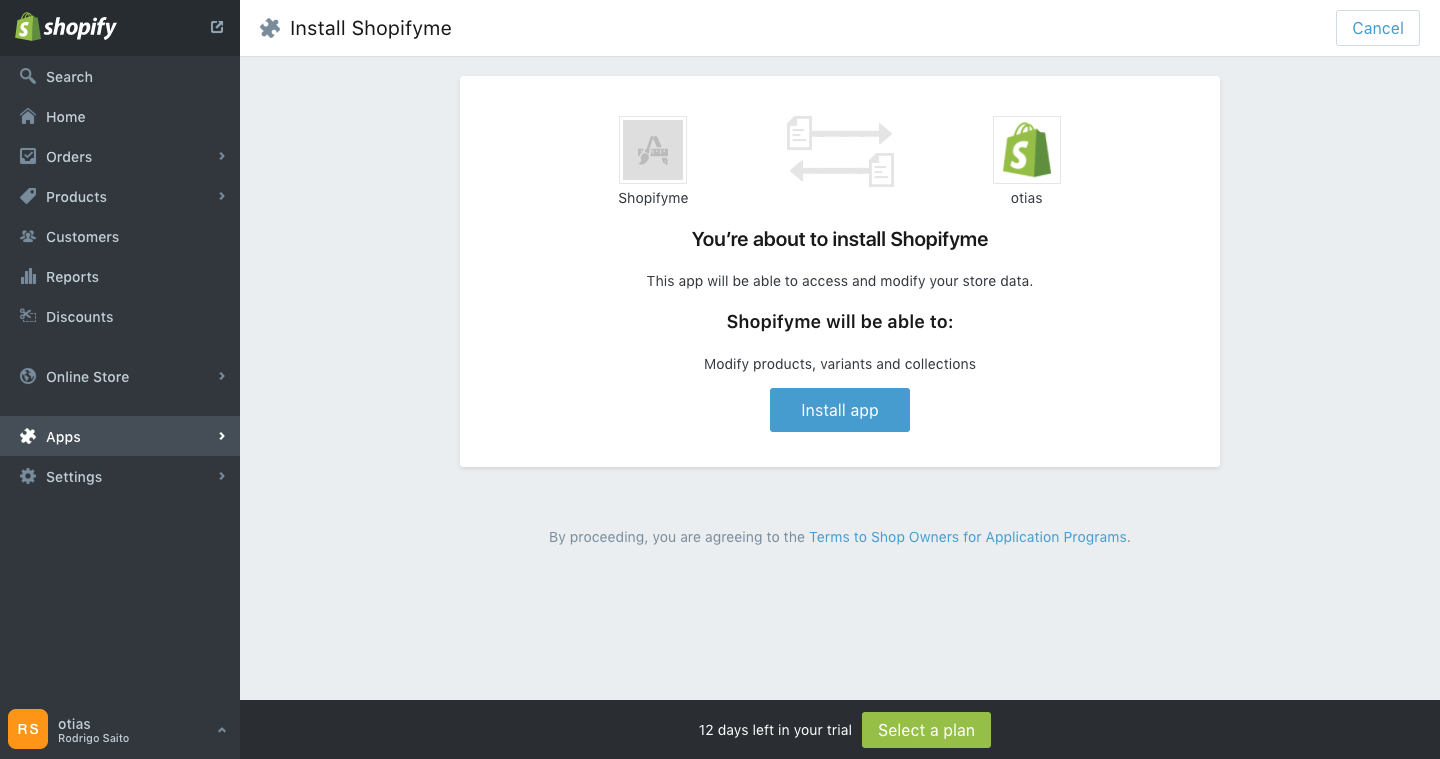 shopify
Search
Home
Orders
Products
Customers
Reports
Discounts
Online Store
Apps
Settings
RS
otias
Rodrigo Saito
Install Shopifyme
Cancel
Shopifyme
otias
You’re about to install Shopifyme
This app will be able to access and modify your store data.
Shopifyme will be able to:
Modify products, variants and collections
Install app
By proceeding, you are agreeing to the Terms to Shop Owners for Application Programs.
12 days left in your trial
Select a plan